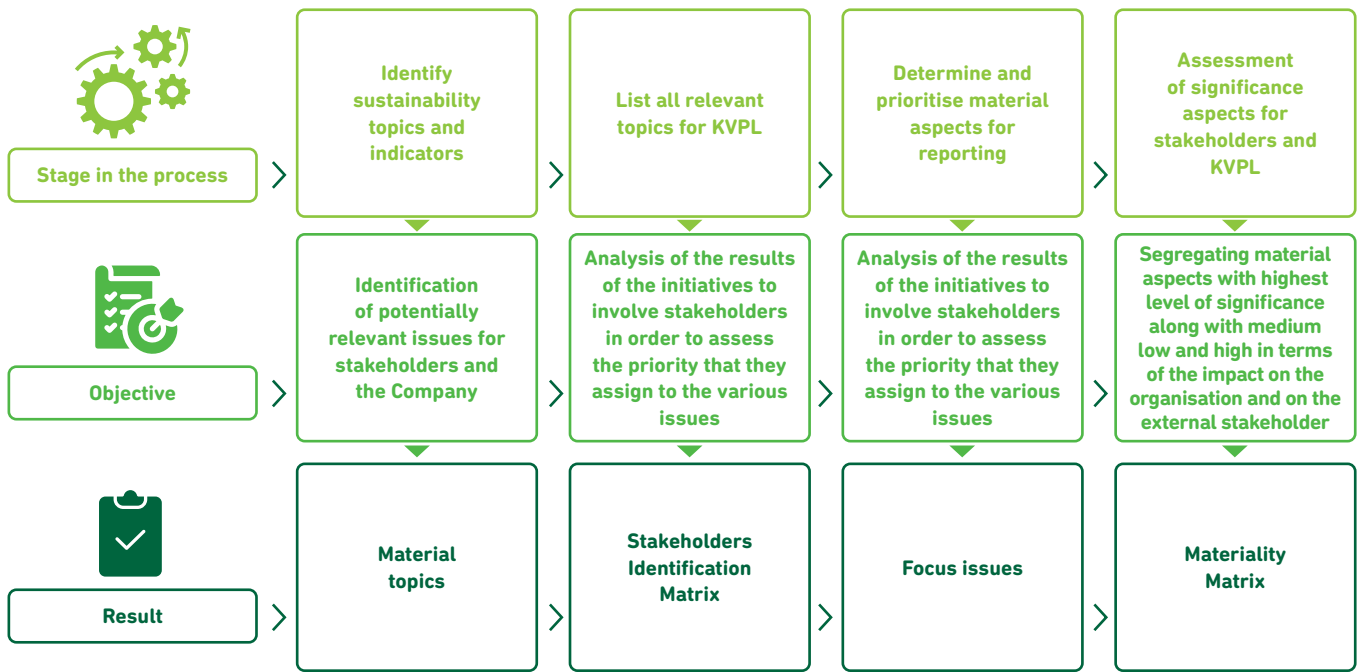 Stage in the process
Identify
sustainability
topics and
indicators
List all relevant
topics for KVPL
Determine and
prioritise material
aspects for
reporting
Assessment
of significance
aspects for
stakeholders and
KVPL
Objective
Identification
of potentially
relevant issues for
stakeholders and
the Company
Analysis of the results
of the initiatives to
involve stakeholders
in order to assess
the priority that they
assign to the various
issues
Analysis of the results
of the initiatives to
involve stakeholders
in order to assess
the priority that they
assign to the various
issues
Segregating material
aspects with highest
level of significance
along with medium
low and high in terms
of the impact on the
organisation and on the
external stakeholder
Result
Material
topics
Stakeholders
Identification
Matrix
Focus issues
Materiality
Matrix